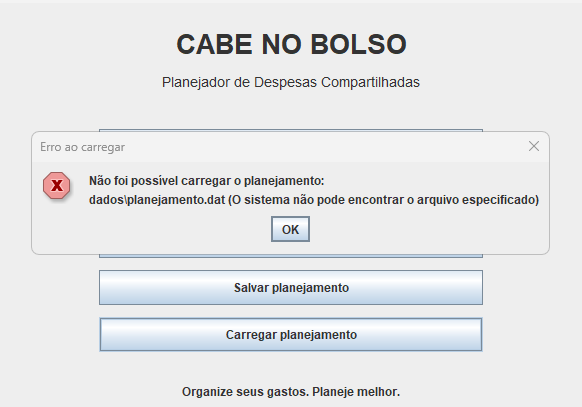 CABE NO BOLSO
Planejador de Despesas Compartilhadas
Erro ao carregar
X
Não foi possível carregar o planejamento:
dados\planejamento.dat (O sistema não pode encontrar o arquivo especificado)
OK
Salvar planejamento
Carregar planejamento
Organize seus gastos. Planeje melhor.